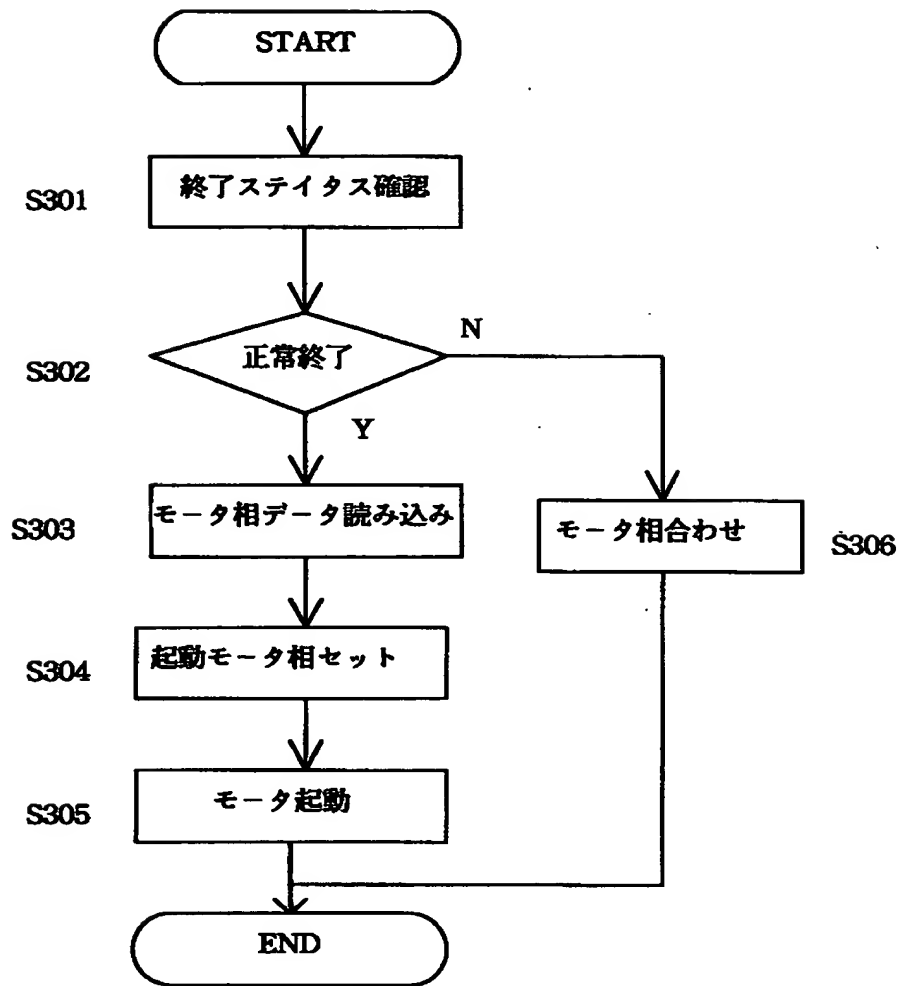 START
S301
終了ステイタス確認
S302
正常終了
N
Y
S303
モータ相データ読み込み
モータ相合わせ
S306
S304
起動モータ相セット
S305
モータ起動
END